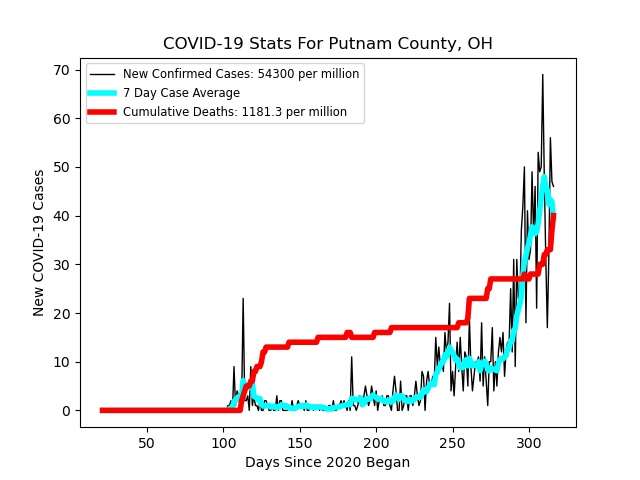 COVID-19 Stats For Putnam County, OH
New Confirmed Cases: 54300 per million
7 Day Case Average
Cumulative Deaths: 1181.3 per million
New COVID-19 Cases
70
60
50
40
30
20
10
0
50 100 150 200 250 300
Days Since 2020 Began